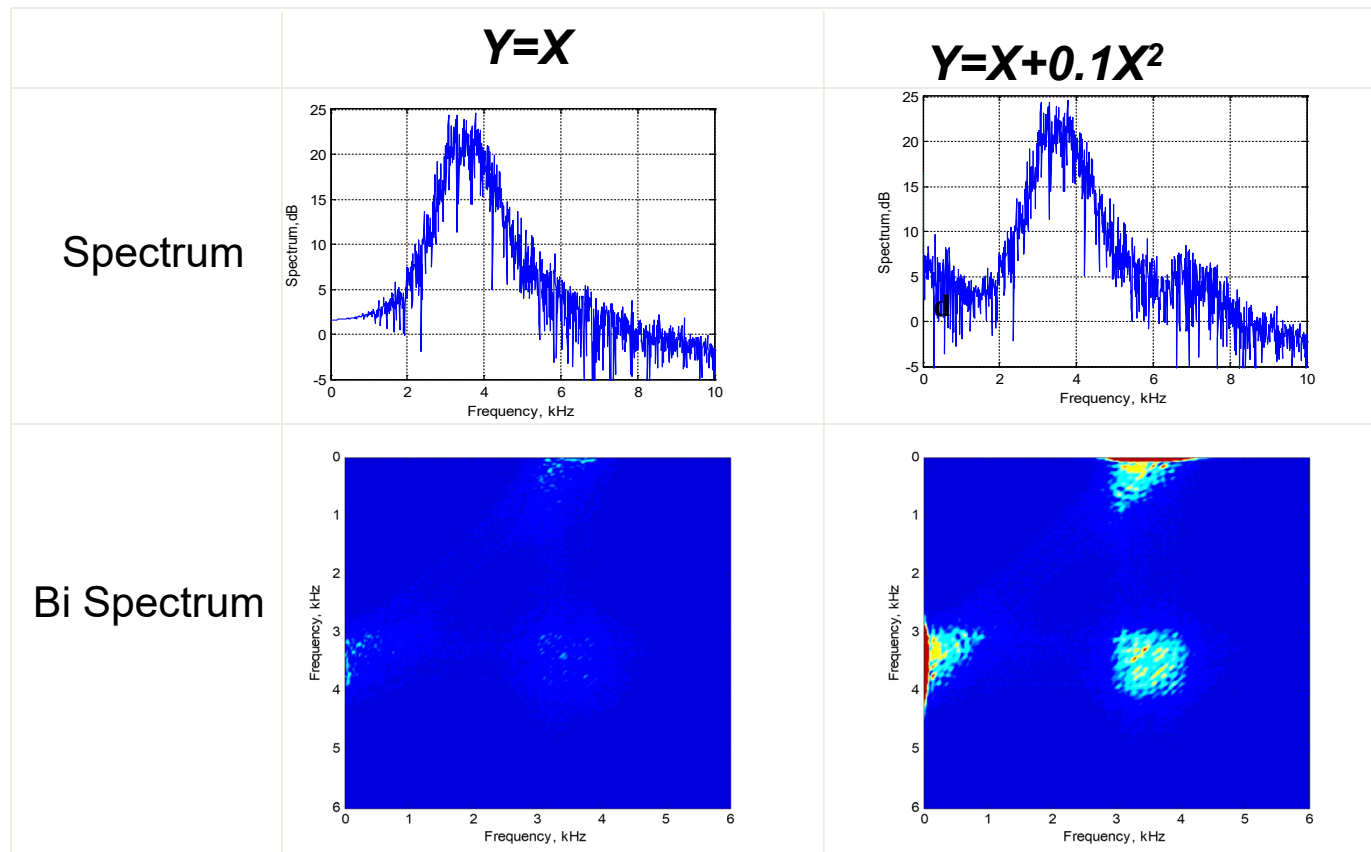 Y=X
Y=X+0.1X²
Spectrum
25
20
15
10
5
0
-5
Spectrum,dB
0 2 4 6 8 10
Frequency, kHz
25
20
15
10
5
0
-5
Spectrum,dB
d
0 2 4 6 8 10
Frequency, kHz
Bi Spectrum
0
1
2
3
4
5
6
Frequency, kHz
0 1 2 3 4 5 6
Frequency, kHz
0
1
2
3
4
5
6
Frequency, kHz
0 1 2 3 4 5 6
Frequency, kHz